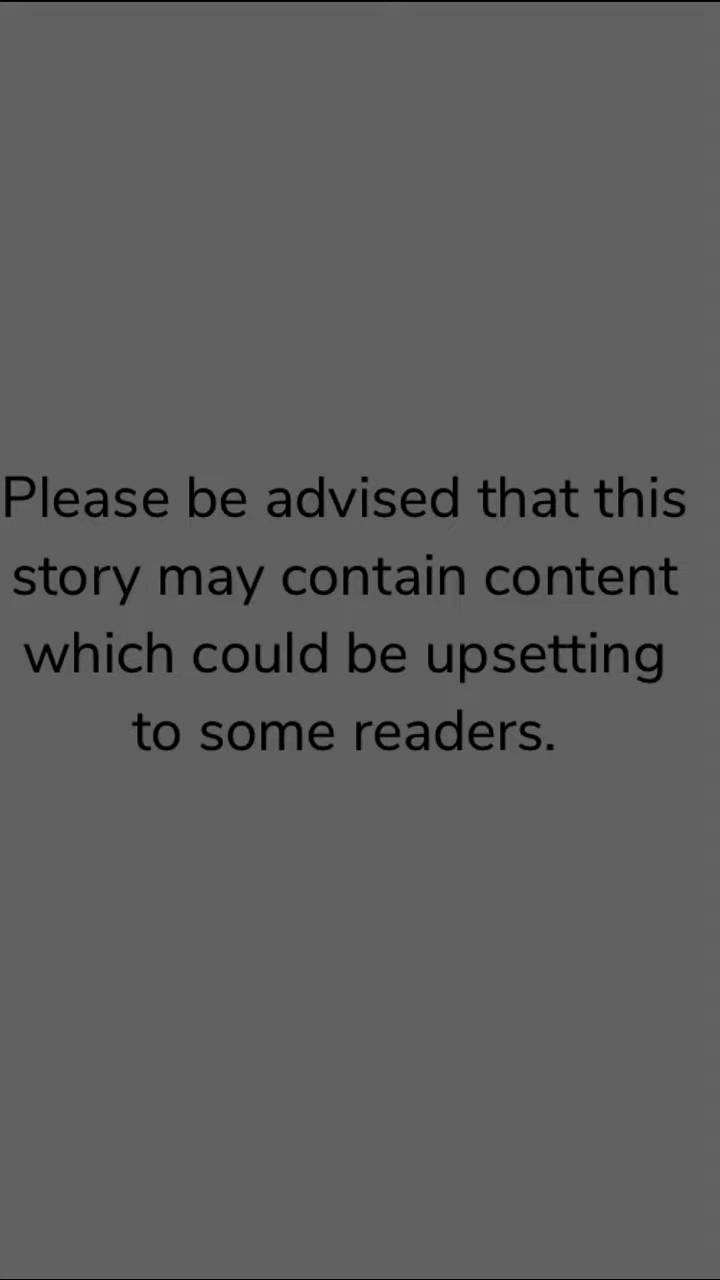 Please be advised that this
story may contain content
which could be upsetting
to some readers.